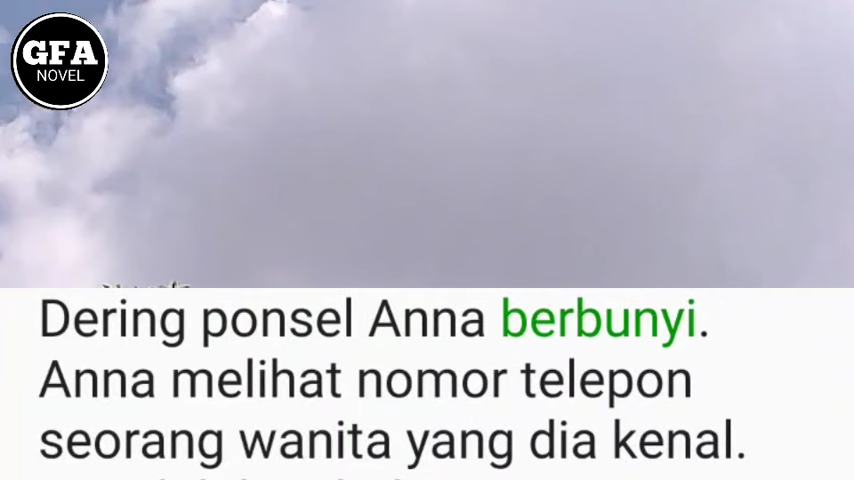 GFA
NOVEL
Dering ponsel Anna berbunyi.
Anna melihat nomor telepon
seorang wanita yang dia kenal.